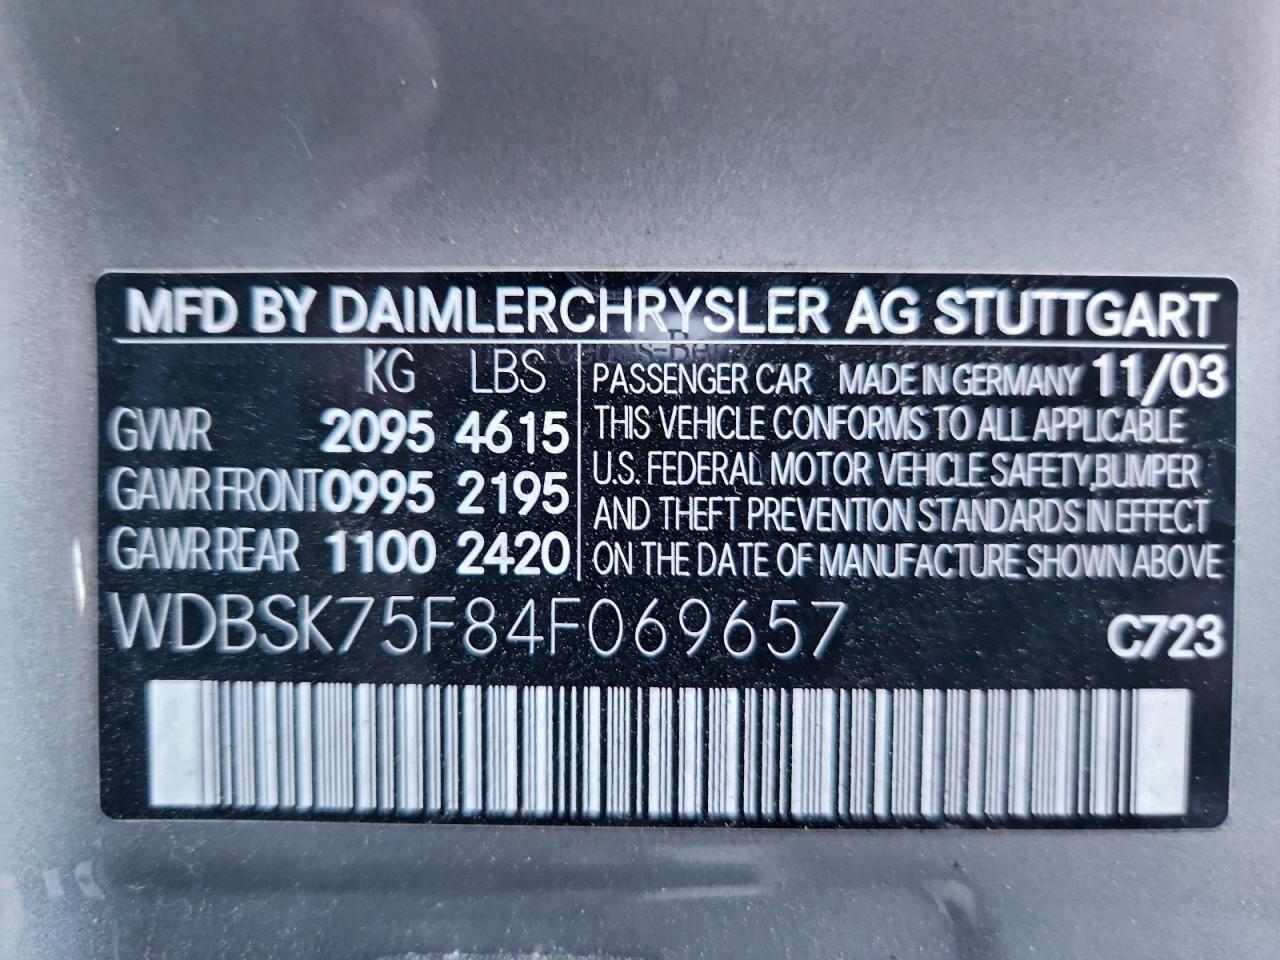 MFD BY DAIMLERCHRYSLER AG STUTTGART
KG LBS
GVWR 2095 4615
GAWR FRONT 0995 2195
GAWR REAR 1100 2420
PASSENGER CAR MADE IN GERMANY 11/03
THIS VEHICLE CONFORMS TO ALL APPLICABLE
U.S. FEDERAL MOTOR VEHICLE SAFETY, BUMPER
AND THEFT PREVENTION STANDARDS IN EFFECT
ON THE DATE OF MANUFACTURE SHOWN ABOVE
WDBSK75F84F069657
C723